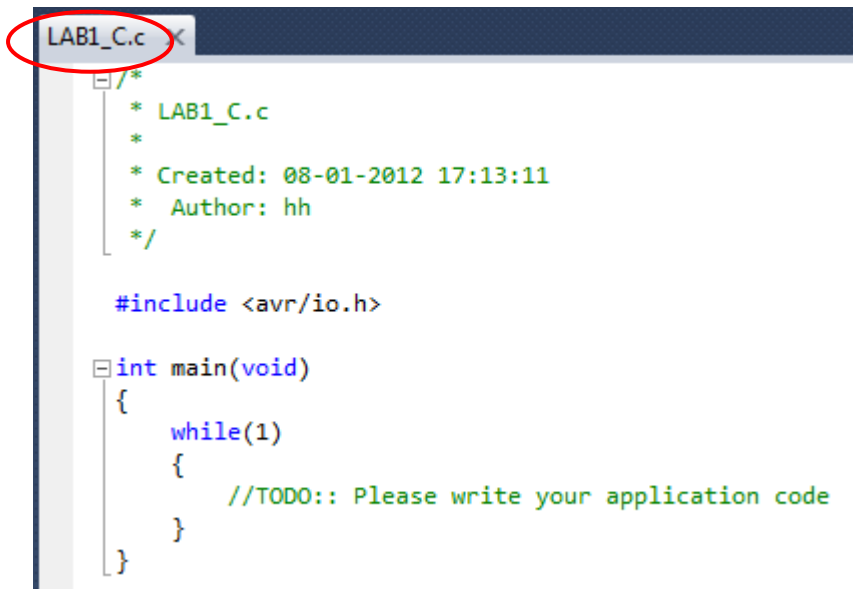 LAB1_C.c
/*
 * LAB1_C.c
 *
 * Created: 08-01-2012 17:13:11
 *  Author: hh
 */
#include <avr/io.h>
int main(void)
{
    while(1)
    {
        //TODO:: Please write your application code
    }
}